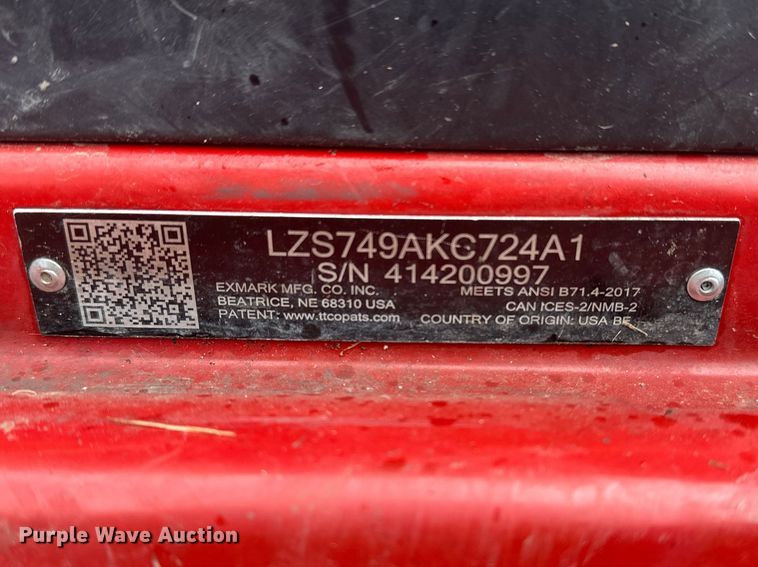 LZS749AKC724A1
S/N 414200997
EXMARK MFG. CO. INC. MEETS ANSI B71.4-2017
BEATRICE, NE 68310 USA CAN ICES-2/NMB-2
PATENT: www.ttcopats.com COUNTRY OF ORIGIN: USA BE
Purple Wave Auction